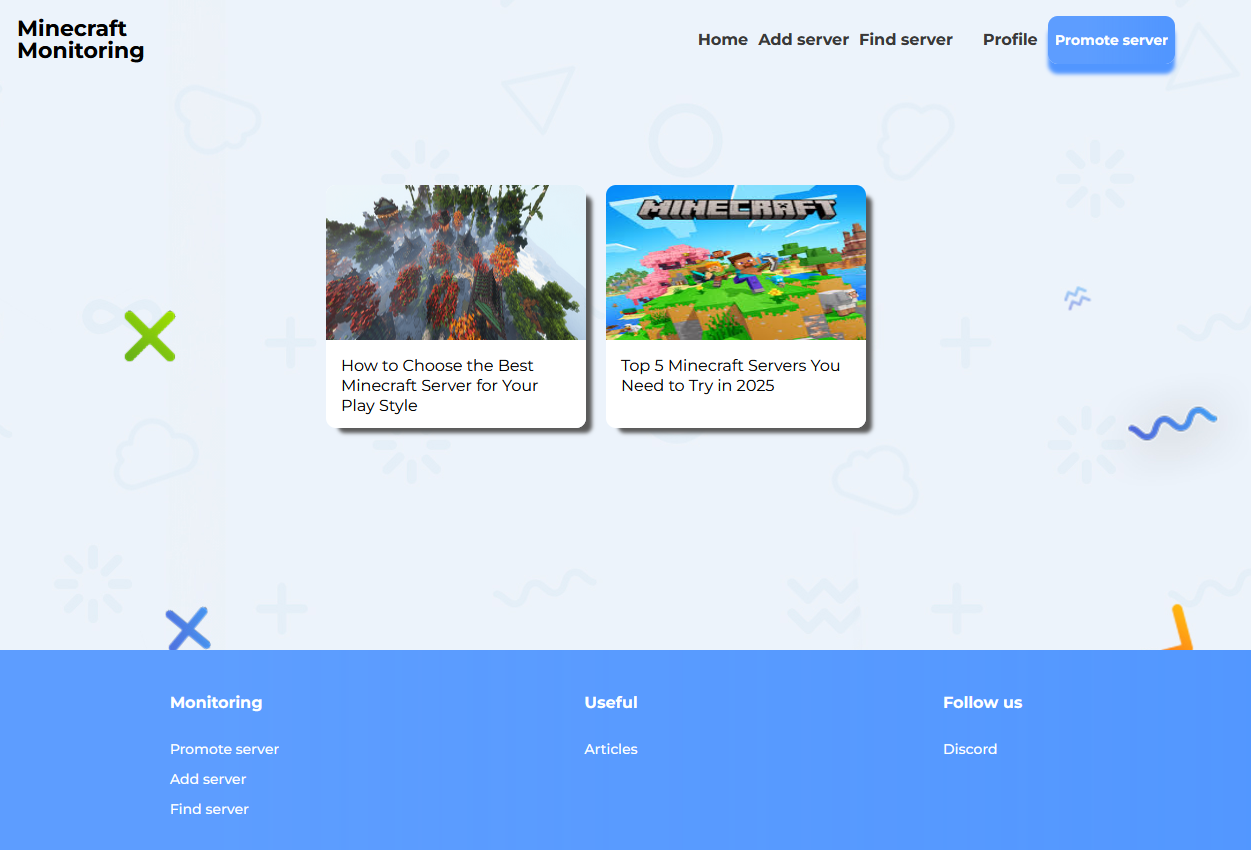 Minecraft
Monitoring
Home Add server Find server Profile Promote server
MINECRAFT
How to Choose the Best
Minecraft Server for Your
Play Style
Top 5 Minecraft Servers You
Need to Try in 2025
Monitoring
Promote server
Add server
Find server
Useful
Articles
Follow us
Discord